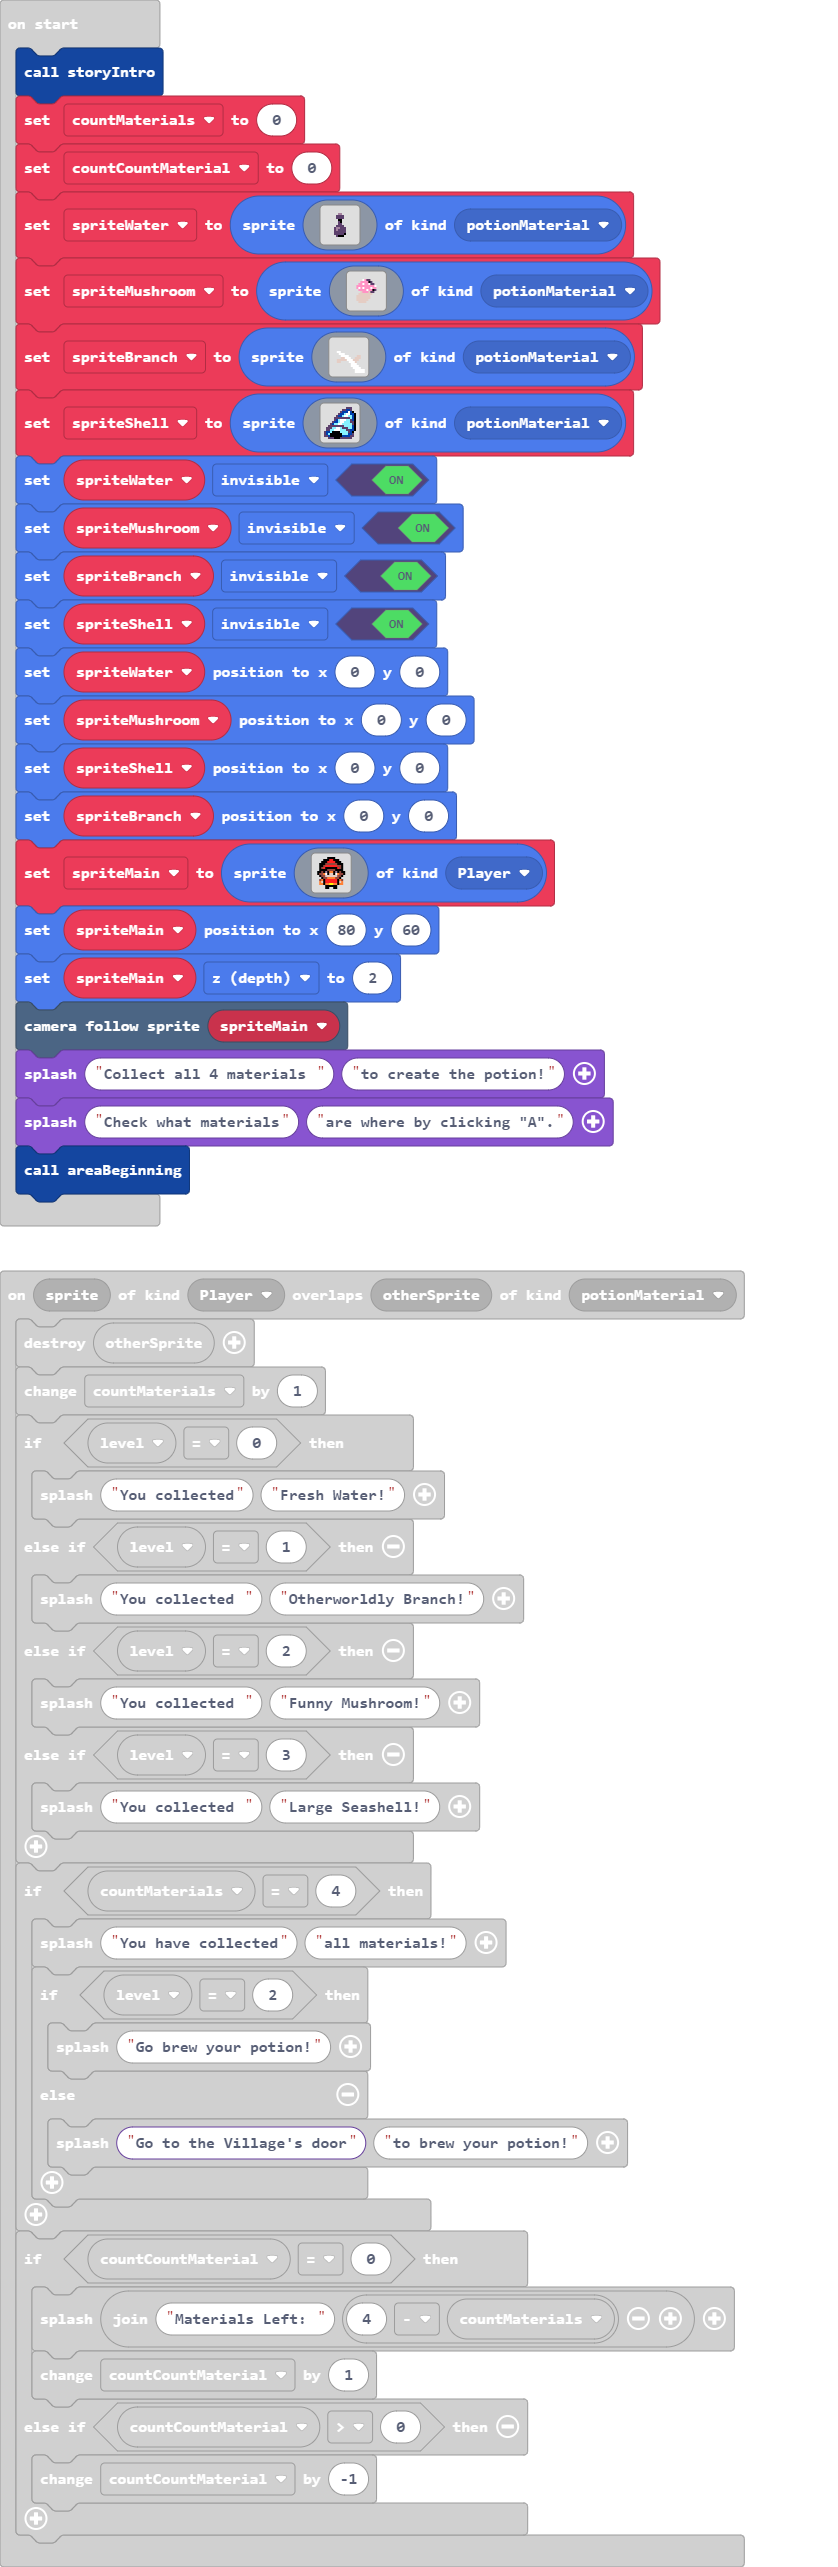 on start
call storyIntro
set countMaterials to 0
set countCountMaterial to 0
set spriteWater to sprite of kind potionMaterial
set spriteMushroom to sprite of kind potionMaterial
set spriteBranch to sprite of kind potionMaterial
set spriteShell to sprite of kind potionMaterial
set spriteWater invisible ON
set spriteMushroom invisible ON
set spriteBranch invisible ON
set spriteShell invisible ON
set spriteWater position to x 0 y 0
set spriteMushroom position to x 0 y 0
set spriteShell position to x 0 y 0
set spriteBranch position to x 0 y 0
set spriteMain to sprite of kind Player
set spriteMain position to x 80 y 60
set spriteMain z (depth) to 2
camera follow sprite spriteMain
splash "Collect all 4 materials " "to create the potion!"
splash "Check what materials" "are where by clicking "A"."
call areaBeginning
on sprite of kind Player overlaps otherSprite of kind potionMaterial
destroy otherSprite
change countMaterials by 1
if level = 0 then
splash "You collected" "Fresh Water!"
else if level = 1 then
splash "You collected " "Otherworldly Branch!"
else if level = 2 then
splash "You collected " "Funny Mushroom!"
else if level = 3 then
splash "You collected " "Large Seashell!"
if countMaterials = 4 then
splash "You have collected" "all materials!"
if level = 2 then
splash "Go brew your potion!"
else
splash "Go to the Village's door" "to brew your potion!"
if countCountMaterial = 0 then
splash join "Materials Left: " 4 - countMaterials
change countCountMaterial by 1
else if countCountMaterial > 0 then
change countCountMaterial by -1